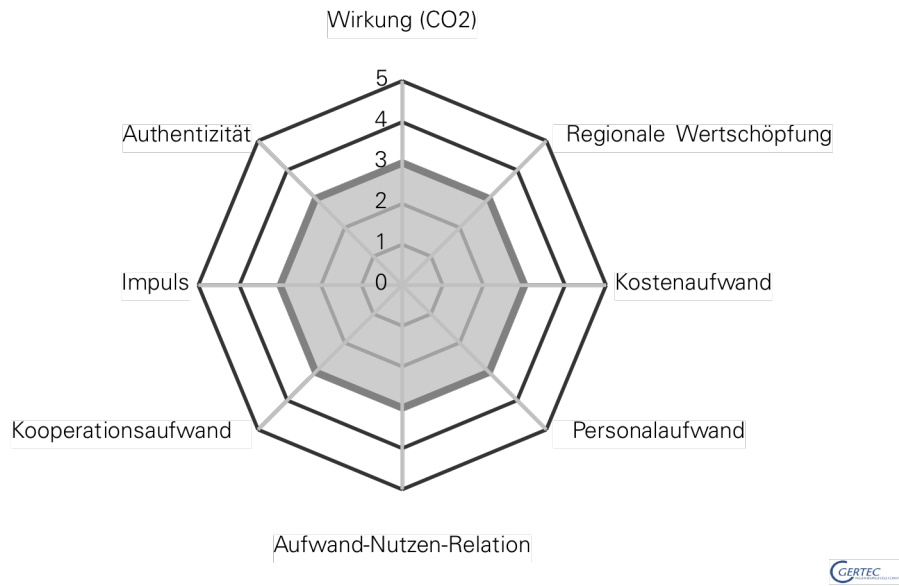 Wirkung (CO2)
5
Authentizität
4
Regionale Wertschöpfung
3
2
1
Impuls
0
Kostenaufwand
Kooperationsaufwand
Personalaufwand
Aufwand-Nutzen-Relation
GERTEC